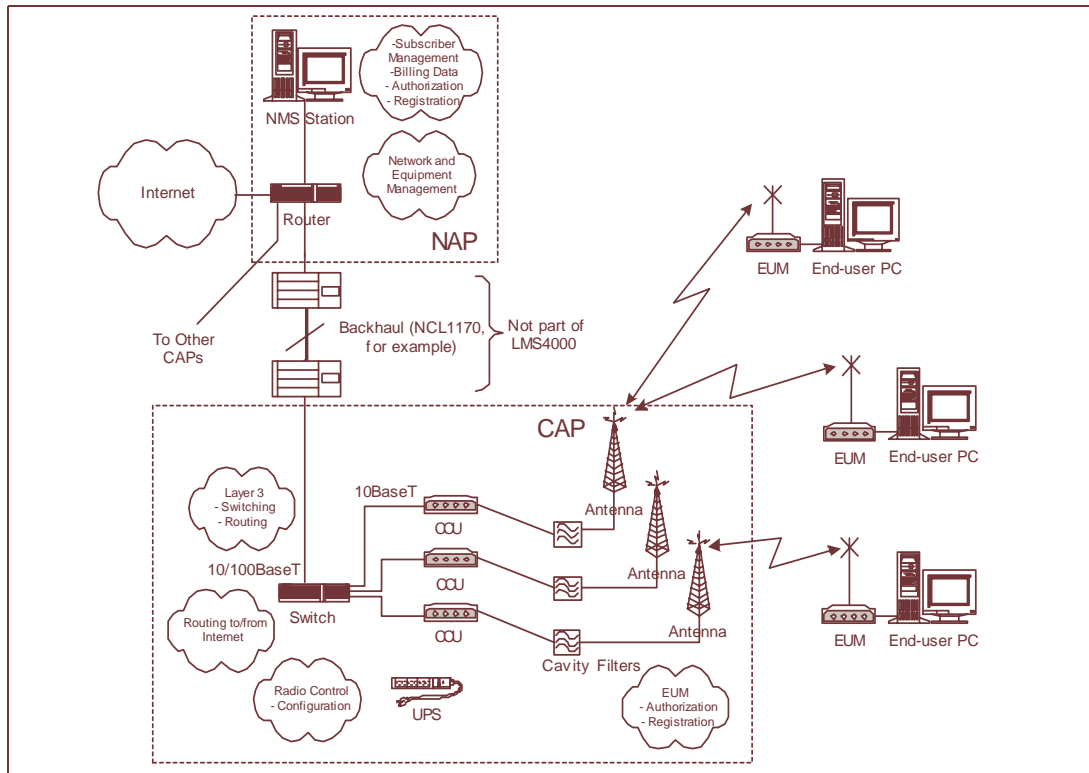 -Subscriber
Management
-Billing Data
- Authorization
- Registration
NMS Station
Network and
Equipment
Management
Internet
Router
NAP
To Other
CAPs
Backhaul (NCL1170,
for example)
Not part of
LMS4000
EUM
End-user PC
EUM
End-user PC
EUM
End-user PC
CAP
Layer 3
- Switching
- Routing
10BaseT
CCU
Antenna
10/100BaseT
Switch
CCU
Antenna
CCU
Antenna
Routing to/from
Internet
Cavity Filters
Radio Control
- Configuration
UPS
EUM
- Authorization
- Registration